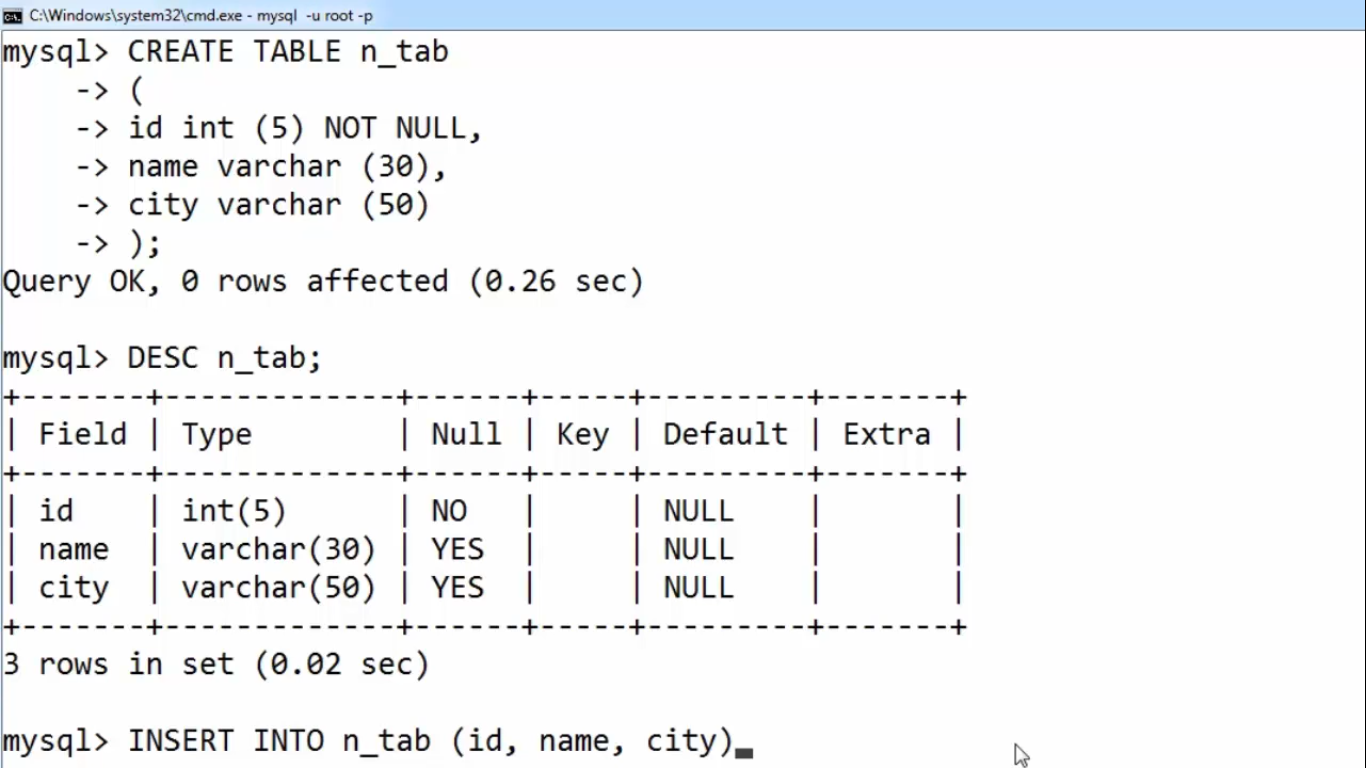 C:\Windows\system32\cmd.exe - mysql  -u root -p
mysql> CREATE TABLE n_tab
    -> (
    -> id int (5) NOT NULL,
    -> name varchar (30),
    -> city varchar (50)
    -> );
Query OK, 0 rows affected (0.26 sec)

mysql> DESC n_tab;
+-------+-------------+------+-----+---------+-------+
| Field | Type        | Null | Key | Default | Extra |
+-------+-------------+------+-----+---------+-------+
| id    | int(5)      | NO   |     | NULL    |       |
| name  | varchar(30) | YES  |     | NULL    |       |
| city  | varchar(50) | YES  |     | NULL    |       |
+-------+-------------+------+-----+---------+-------+
3 rows in set (0.02 sec)

mysql> INSERT INTO n_tab (id, name, city)